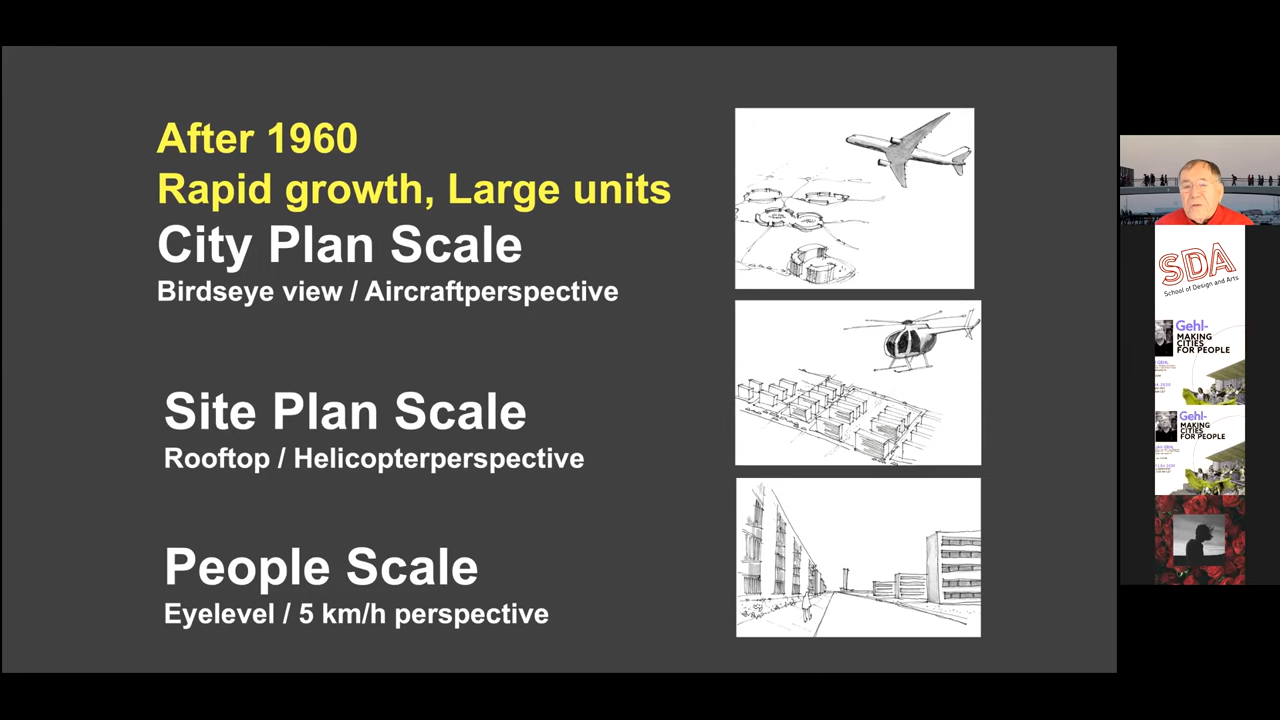 After 1960
Rapid growth, Large units
City Plan Scale
Birdseye view / Aircraftperspective
Site Plan Scale
Rooftop / Helicopterperspective
People Scale
Eyelevel / 5 km/h perspective
SDA
School of Design and Arts
Gehl-
MAKING
CITIES
FOR PEOPLE
Gehl-
MAKING
CITIES
FOR PEOPLE